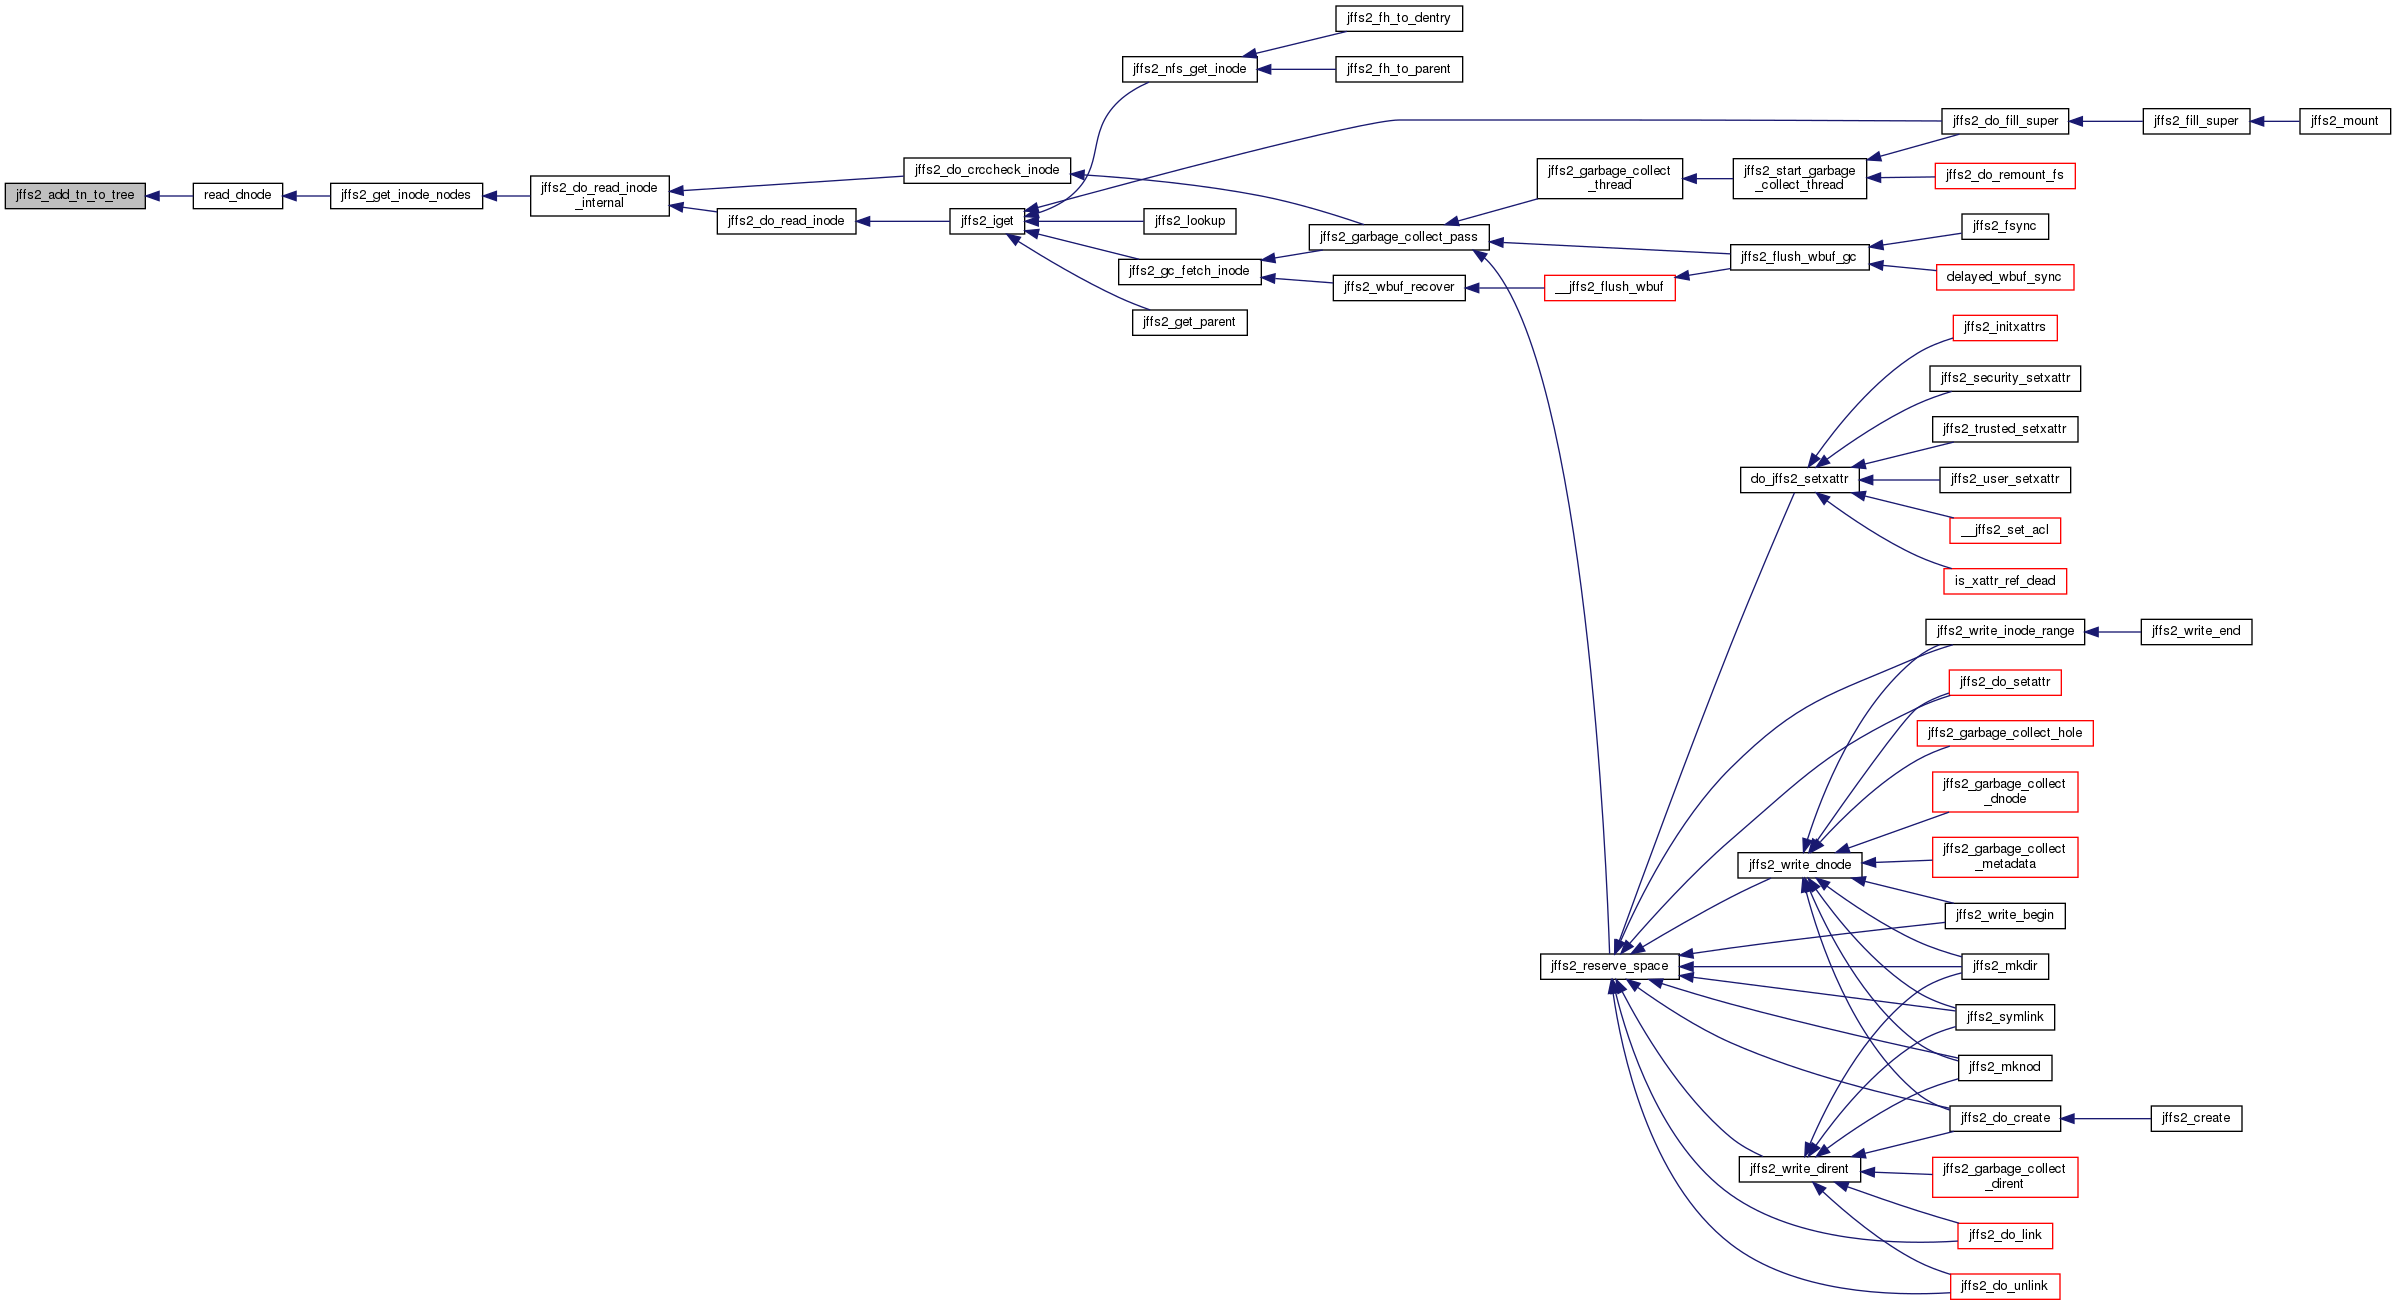 jffs2_fh_to_dentry
jffs2_nfs_get_inode
jffs2_fh_to_parent
jffs2_do_fill_super
jffs2_fill_super
jffs2_mount
jffs2_do_crccheck_inode
jffs2_garbage_collect
_thread
jffs2_start_garbage
_collect_thread
jffs2_do_remount_fs
jffs2_add_tn_to_tree
read_dnode
jffs2_get_inode_nodes
jffs2_do_read_inode
_internal
jffs2_do_read_inode
jffs2_iget
jffs2_lookup
jffs2_garbage_collect_pass
jffs2_fsync
jffs2_gc_fetch_inode
jffs2_flush_wbuf_gc
jffs2_wbuf_recover
__jffs2_flush_wbuf
delayed_wbuf_sync
jffs2_get_parent
jffs2_initxattrs
jffs2_security_setxattr
jffs2_trusted_setxattr
do_jffs2_setxattr
jffs2_user_setxattr
__jffs2_set_acl
is_xattr_ref_dead
jffs2_write_inode_range
jffs2_write_end
jffs2_do_setattr
jffs2_garbage_collect_hole
jffs2_garbage_collect
_dnode
jffs2_write_dnode
jffs2_garbage_collect
_metadata
jffs2_write_begin
jffs2_reserve_space
jffs2_mkdir
jffs2_symlink
jffs2_mknod
jffs2_do_create
jffs2_create
jffs2_write_dirent
jffs2_garbage_collect
_dirent
jffs2_do_link
jffs2_do_unlink